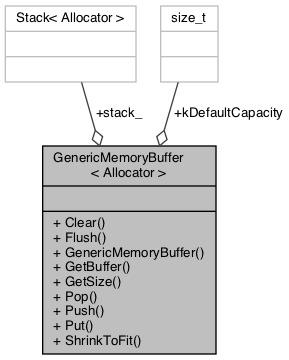 Stack< Allocator >
size_t
+stack_
+kDefaultCapacity
GenericMemoryBuffer
< Allocator >
+ Clear()
+ Flush()
+ GenericMemoryBuffer()
+ GetBuffer()
+ GetSize()
+ Pop()
+ Push()
+ Put()
+ ShrinkToFit()